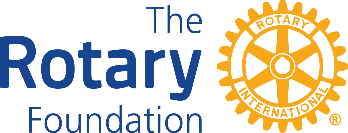 The
Rotary
Foundation
ROTARY
INTERNATIONAL
®